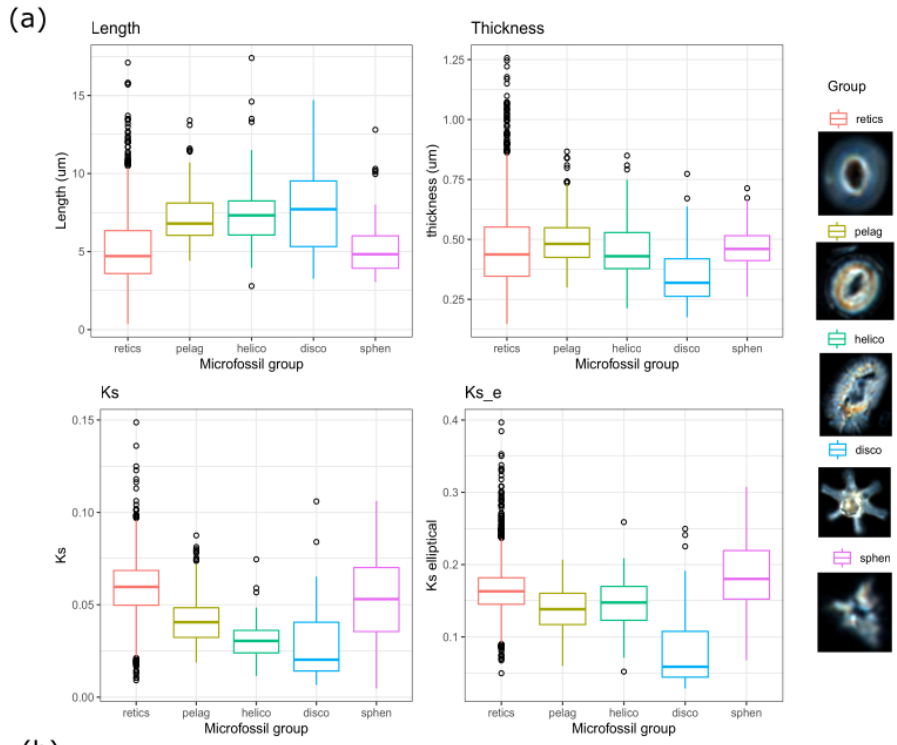 (a)
Length
Thickness
15
10
5
0
Length (um)
retics pelag helico disco sphen
Microfossil group
1.25
1.00
0.75
0.50
0.25
thickness (um)
retics pelag helico disco sphen
Microfossil group
Group
retics
pelag
helico
disco
sphen
Ks
Ks_e
0.15
0.10
0.05
0.00
Ks
retics pelag helico disco sphen
Microfossil group
0.4
0.3
0.2
0.1
Ks elliptical
retics pelag helico disco sphen
Microfossil group